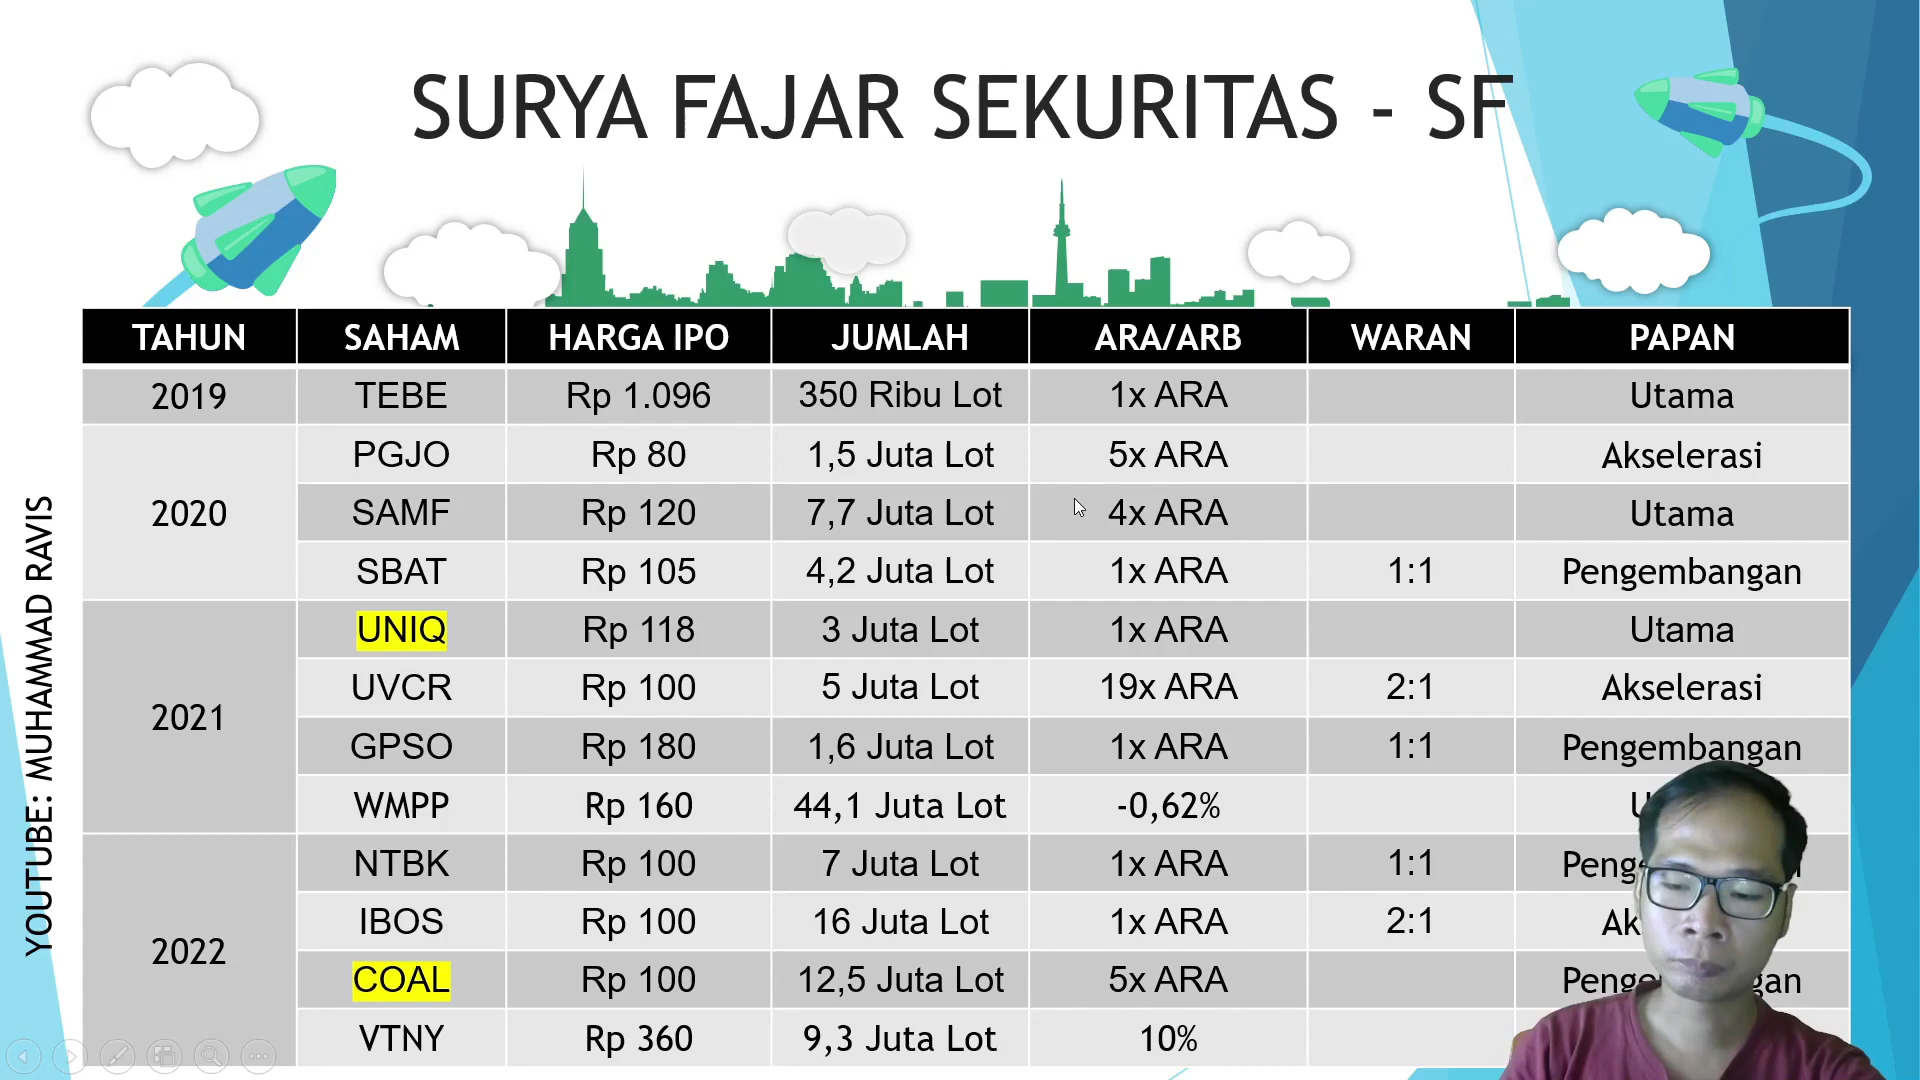 SURYA FAJAR SEKURITAS - SF
TAHUN SAHAM HARGA IPO JUMLAH ARA/ARB WARAN PAPAN
2019 TEBE Rp 1.096 350 Ribu Lot 1x ARA Utama
2020 PGJO Rp 80 1,5 Juta Lot 5x ARA Akselerasi
SAMF Rp 120 7,7 Juta Lot 4x ARA Utama
SBAT Rp 105 4,2 Juta Lot 1x ARA 1:1 Pengembangan
2021 UNIQ Rp 118 3 Juta Lot 1x ARA Utama
UVCR Rp 100 5 Juta Lot 19x ARA 2:1 Akselerasi
GPSO Rp 180 1,6 Juta Lot 1x ARA 1:1 Pengembangan
WMPP Rp 160 44,1 Juta Lot -0,62%
2022 NTBK Rp 100 7 Juta Lot 1x ARA 1:1
IBOS Rp 100 16 Juta Lot 1x ARA 2:1
COAL Rp 100 12,5 Juta Lot 5x ARA
VTNY Rp 360 9,3 Juta Lot 10%
YOUTUBE: MUHAMMAD RAVIS